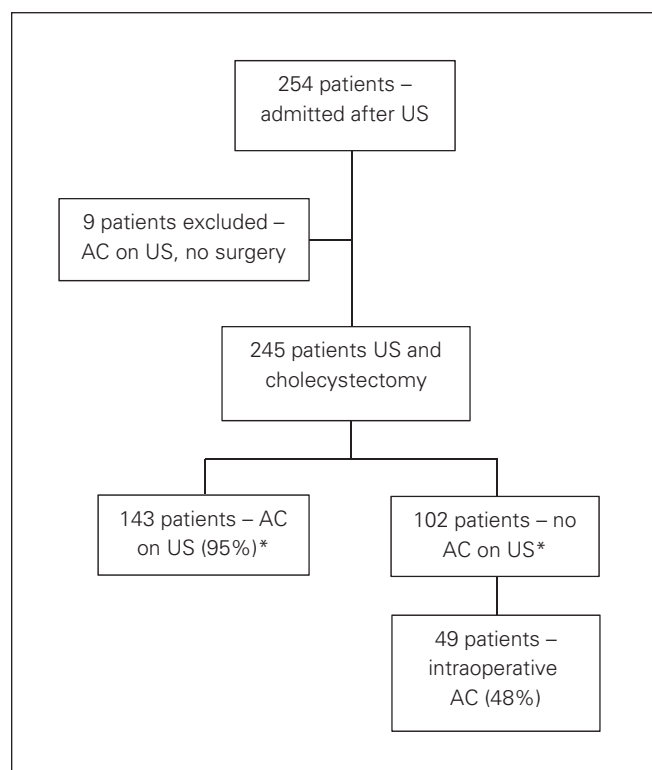 254 patients –
admitted after US
9 patients excluded –
AC on US, no surgery
245 patients US and
cholecystectomy
143 patients – AC
on US (95%)*
102 patients – no
AC on US*
49 patients –
intraoperative
AC (48%)